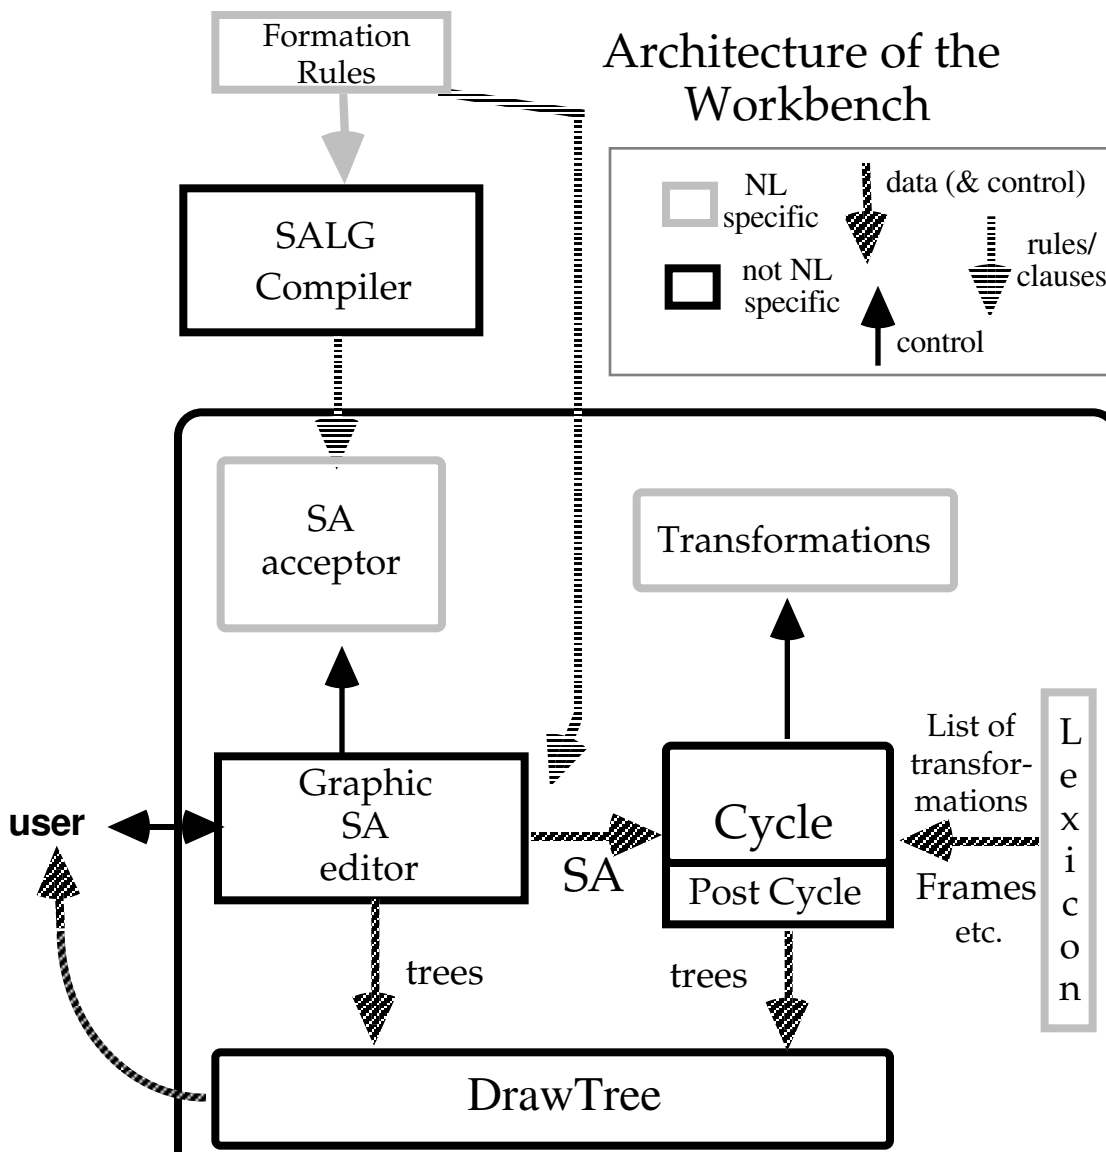 Formation
Rules
Architecture of the
Workbench
NL
specific
data (& control)
not NL
specific
rules/
clauses
control
SALG
Compiler
SA
acceptor
Transformations
Graphic
SA
editor
user
SA
Cycle
Post Cycle
List of
transfor-
mations
Frames
etc.
Lexicon
trees
trees
DrawTree